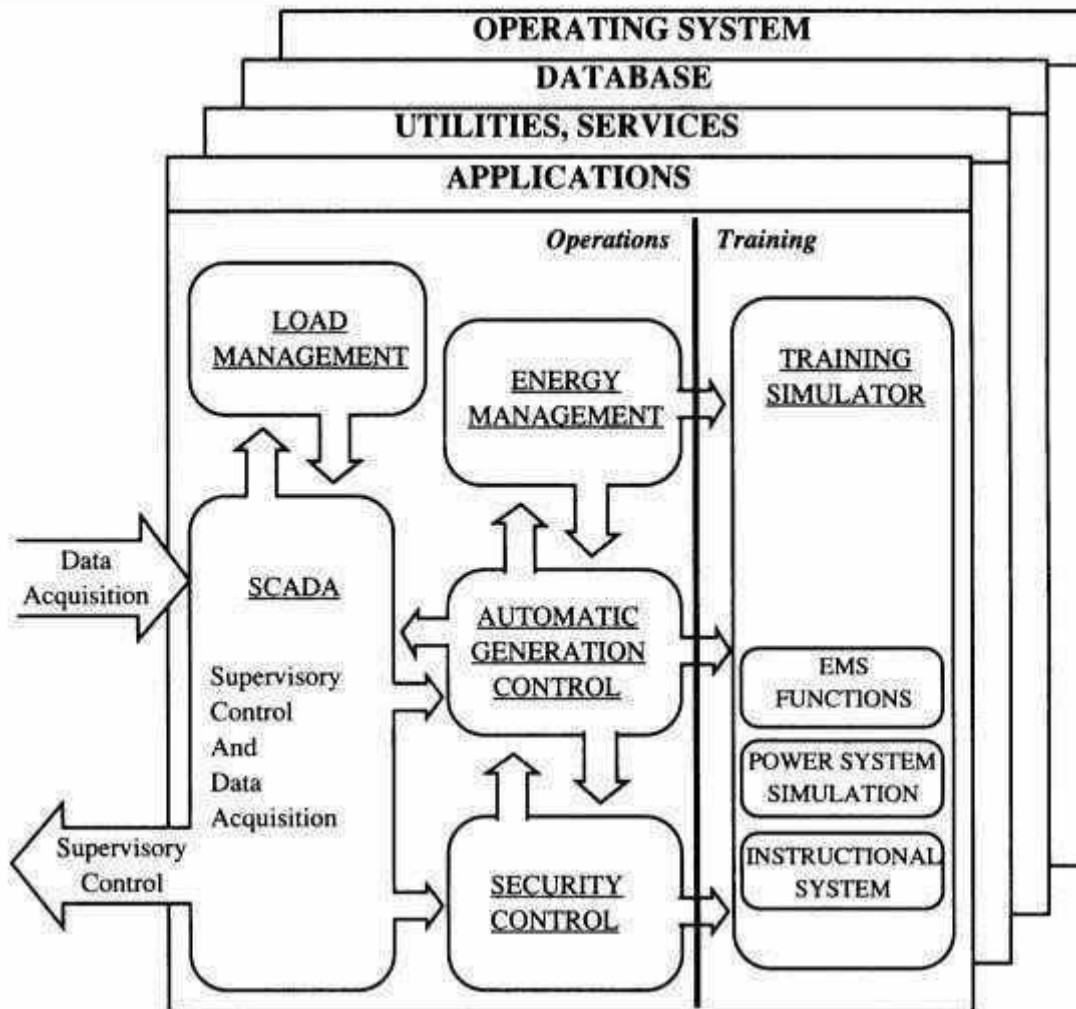 OPERATING SYSTEM
DATABASE
UTILITIES, SERVICES
APPLICATIONS
Operations
Training
LOAD
MANAGEMENT
ENERGY
MANAGEMENT
TRAINING
SIMULATOR
Data
Acquisition
SCADA
Supervisory
Control
And
Data
Acquisition
AUTOMATIC
GENERATION
CONTROL
EMS
FUNCTIONS
POWER SYSTEM
SIMULATION
INSTRUCTIONAL
SYSTEM
Supervisory
Control
SECURITY
CONTROL